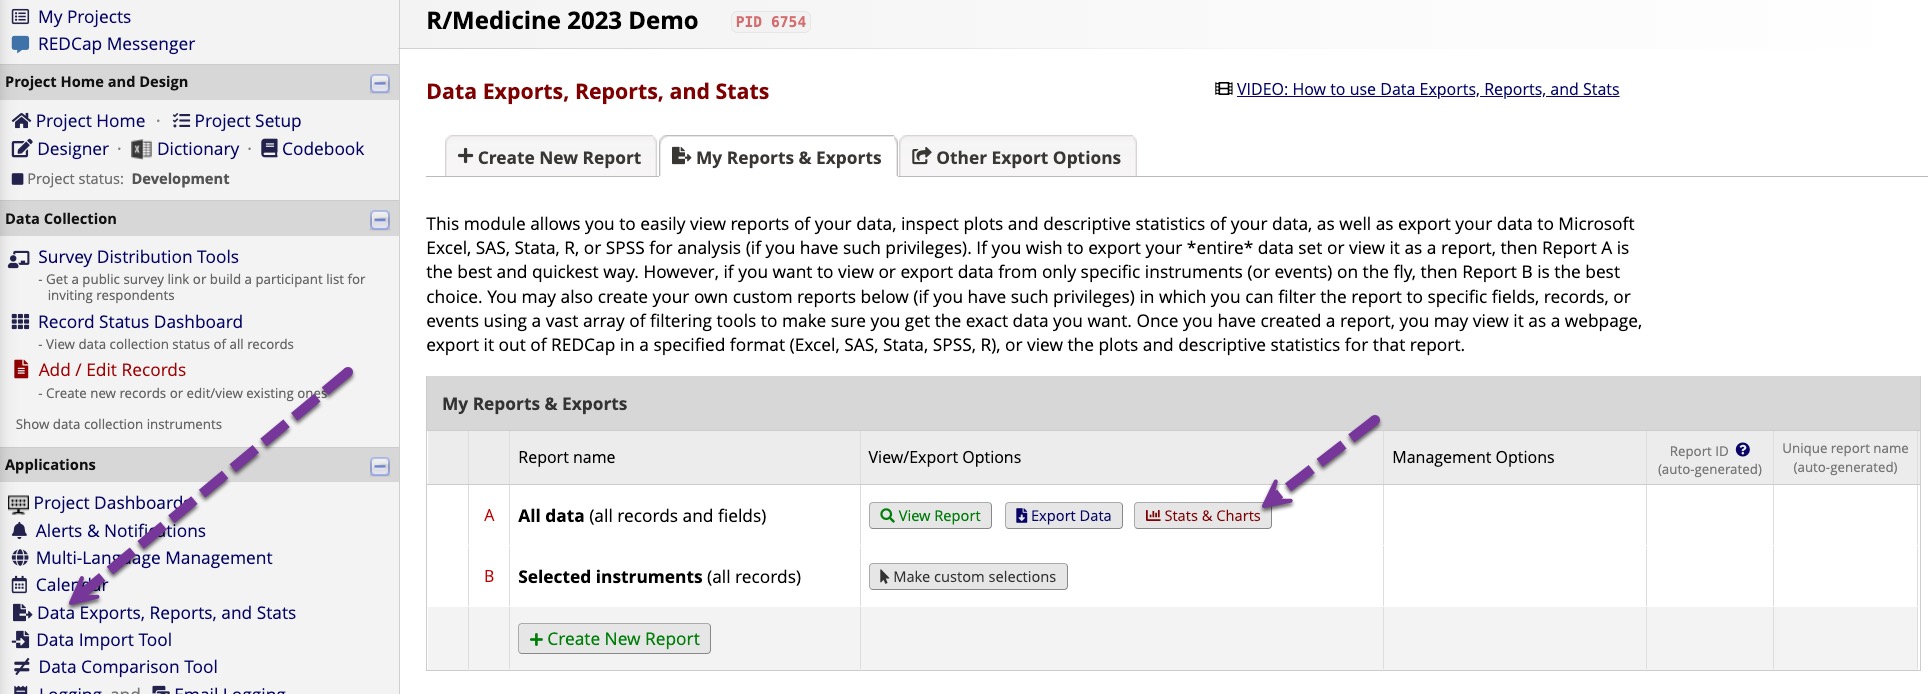 My Projects
REDCap Messenger
Project Home and Design
Project Home · Project Setup
Designer · Dictionary · Codebook
Project status: Development
Data Collection
Survey Distribution Tools
- Get a public survey link or build a participant list for
inviting respondents
Record Status Dashboard
- View data collection status of all records
Add / Edit Records
- Create new records or edit/view existing ones
Show data collection instruments
Applications
Project Dashboards
Alerts & Notifications
Multi-Language Management
Calendar
Data Exports, Reports, and Stats
Data Import Tool
Data Comparison Tool
Logging and Email Logging
R/Medicine 2023 Demo PID 6754
Data Exports, Reports, and Stats
VIDEO: How to use Data Exports, Reports, and Stats
+ Create New Report
My Reports & Exports
Other Export Options
This module allows you to easily view reports of your data, inspect plots and descriptive statistics of your data, as well as export your data to Microsoft
Excel, SAS, Stata, R, or SPSS for analysis (if you have such privileges). If you wish to export your *entire* data set or view it as a report, then Report A is
the best and quickest way. However, if you want to view or export data from only specific instruments (or events) on the fly, then Report B is the best
choice. You may also create your own custom reports below (if you have such privileges) in which you can filter the report to specific fields, records, or
events using a vast array of filtering tools to make sure you get the exact data you want. Once you have created a report, you may view it as a webpage,
export it out of REDCap in a specified format (Excel, SAS, Stata, SPSS, R), or view the plots and descriptive statistics for that report.
My Reports & Exports
Report name
View/Export Options
Management Options
Report ID ?
(auto-generated)
Unique report name
(auto-generated)
A All data (all records and fields) View Report Export Data Stats & Charts
B Selected instruments (all records) Make custom selections
+ Create New Report